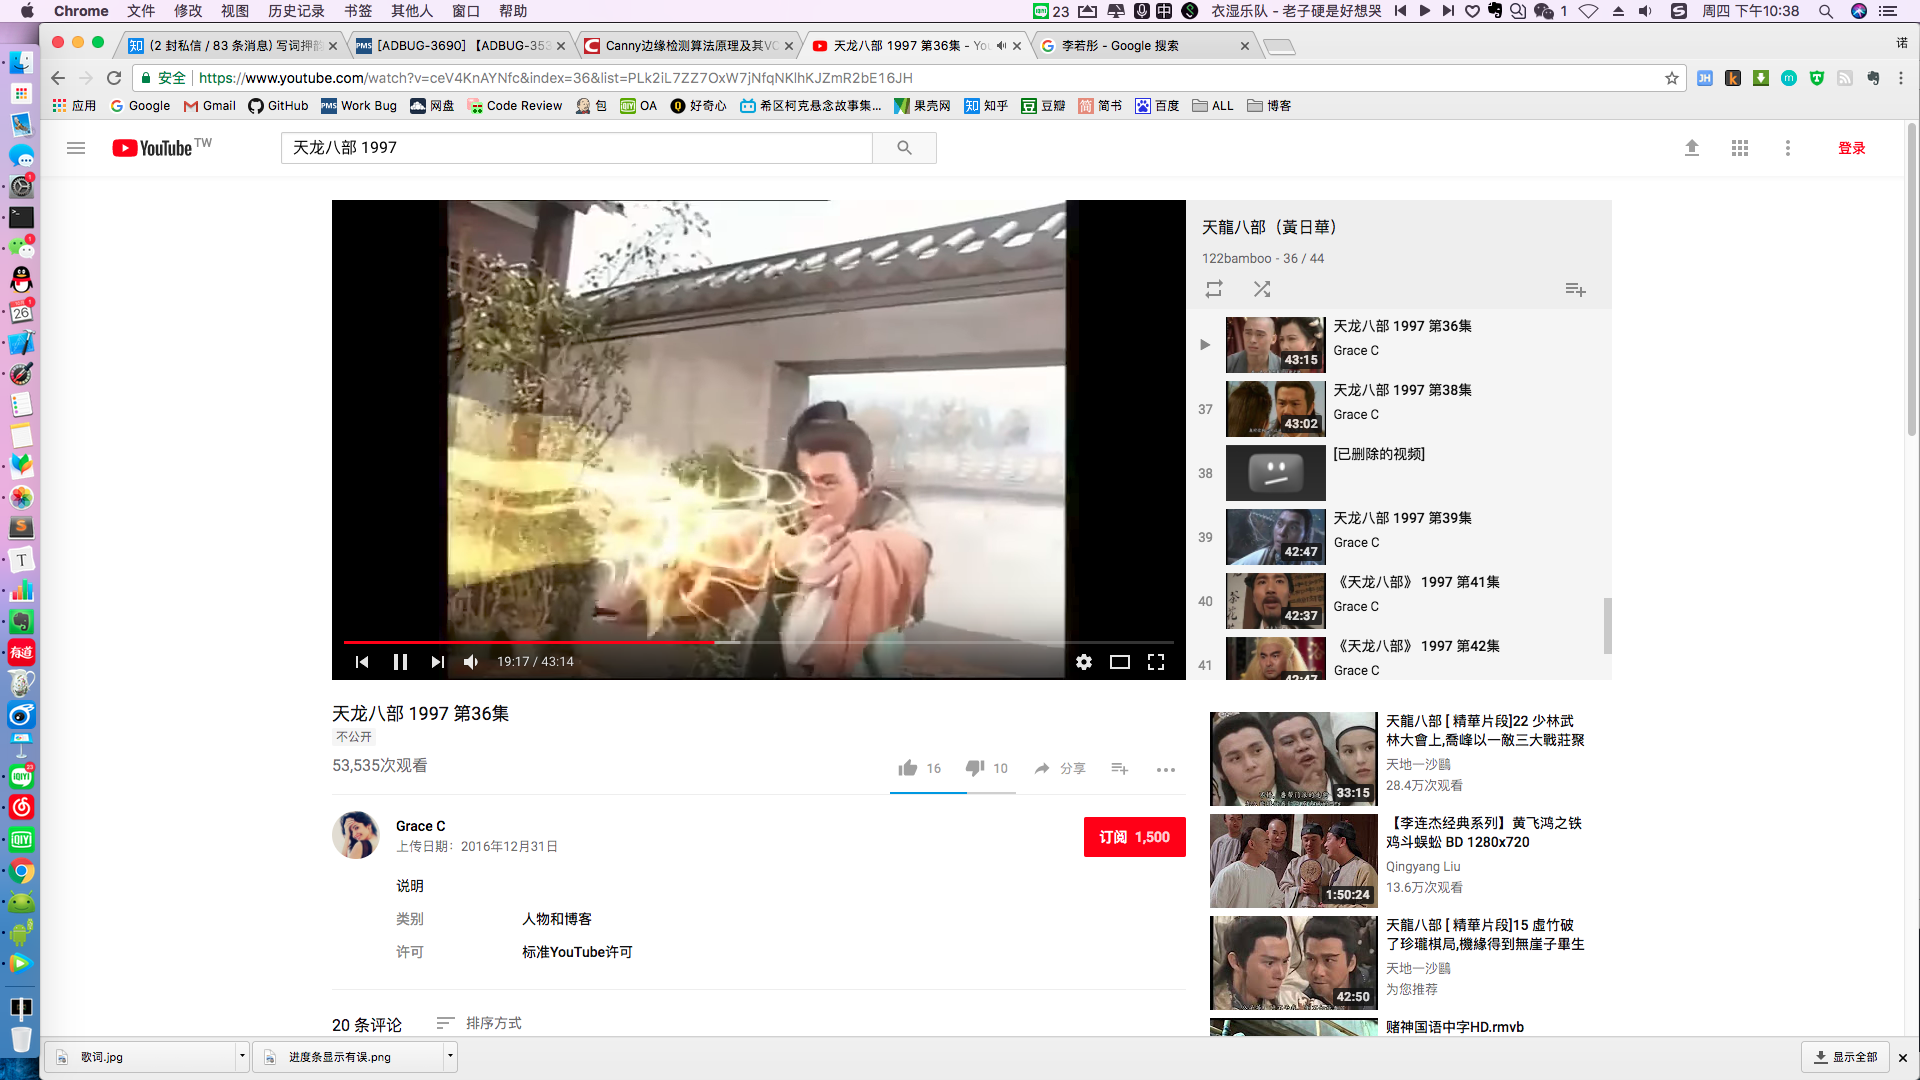 Chrome 文件 修改 视图 历史记录 书签 其他人 窗口 帮助
23 中 衣湿乐队 - 老子硬是好想哭 1 周四 下午10:38
(2 封私信 / 83 条消息) 写词押韵
PMS [ADBUG-3690] 【ADBUG-353
Canny边缘检测算法原理及其VC
天龙八部 1997 第36集 - You
李若彤 - Google 搜索
诺
安全 https://www.youtube.com/watch?v=ceV4KnAYNfc&index=36&list=PLk2iL7ZZ7OxW7jNfqNKlhKJZmR2bE16JH
应用 Google Gmail GitHub PMS Work Bug 网盘 Code Review 包 OA 好奇心 希区柯克悬念故事集... 果壳网 知乎 豆瓣 简书 百度 ALL 博客
YouTube TW
天龙八部 1997
登录
19:17 / 43:14
天龍八部（黃日華）
122bamboo - 36 / 44
43:15
天龙八部 1997 第36集
Grace C
37
43:02
天龙八部 1997 第38集
Grace C
38
[已删除的视频]
39
42:47
天龙八部 1997 第39集
Grace C
40
42:37
《天龙八部》 1997 第41集
Grace C
41
42:47
《天龙八部》 1997 第42集
Grace C
天龙八部 1997 第36集
不公开
53,535次观看
16 10 分享
Grace C
上传日期：2016年12月31日
订阅 1,500
说明
类别 人物和博客
许可 标准YouTube许可
20 条评论 排序方式
33:15
天龍八部 [ 精華片段]22 少林武
林大會上,喬峰以一敵三大戰莊聚
天地一沙鷗
28.4万次观看
1:50:24
【李连杰经典系列】黄飞鸿之铁
鸡斗蜈蚣 BD 1280x720
Qingyang Liu
13.6万次观看
42:50
天龍八部 [ 精華片段]15 虛竹破
了珍瓏棋局,機緣得到無崖子畢生
天地一沙鷗
为您推荐
赌神国语中字HD.rmvb
歌词.jpg
进度条显示有误.png
显示全部